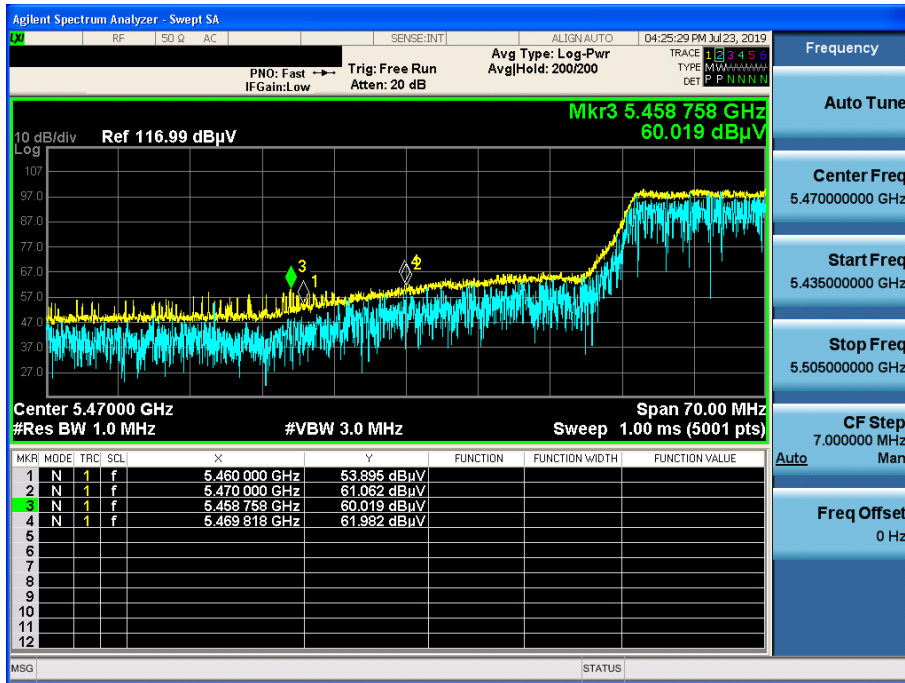 Agilent Spectrum Analyzer - Swept SA
LXI RF 50 Ω AC SENSE:INT ALIGN AUTO 04:25:29 PM Jul 23, 2019
Frequency
PNO: Fast
IFGain:Low
Trig: Free Run
Atten: 20 dB
Avg Type: Log-Pwr
Avg|Hold: 200/200
TRACE 1 2 3 4 5 6
TYPE M W W W W W
DET P P N N N N
Mkr3 5.458 758 GHz
60.019 dBµV
10 dB/div Ref 116.99 dBµV
Log
107
97.0
87.0
77.0
67.0
57.0
47.0
37.0
27.0
3
1
2
Center 5.47000 GHz Span 70.00 MHz
#Res BW 1.0 MHz #VBW 3.0 MHz Sweep 1.00 ms (5001 pts)
MKR MODE TRC SCL X Y FUNCTION FUNCTION WIDTH FUNCTION VALUE
1 N 1 f 5.460 000 GHz 53.895 dBµV
2 N 1 f 5.470 000 GHz 61.062 dBµV
3 N 1 f 5.458 758 GHz 60.019 dBµV
4 N 1 f 5.469 818 GHz 61.982 dBµV
5
6
7
8
9
10
11
12
MSG STATUS
Auto Tune
Center Freq
5.470000000 GHz
Start Freq
5.435000000 GHz
Stop Freq
5.505000000 GHz
CF Step
7.000000 MHz
Auto Man
Freq Offset
0 Hz